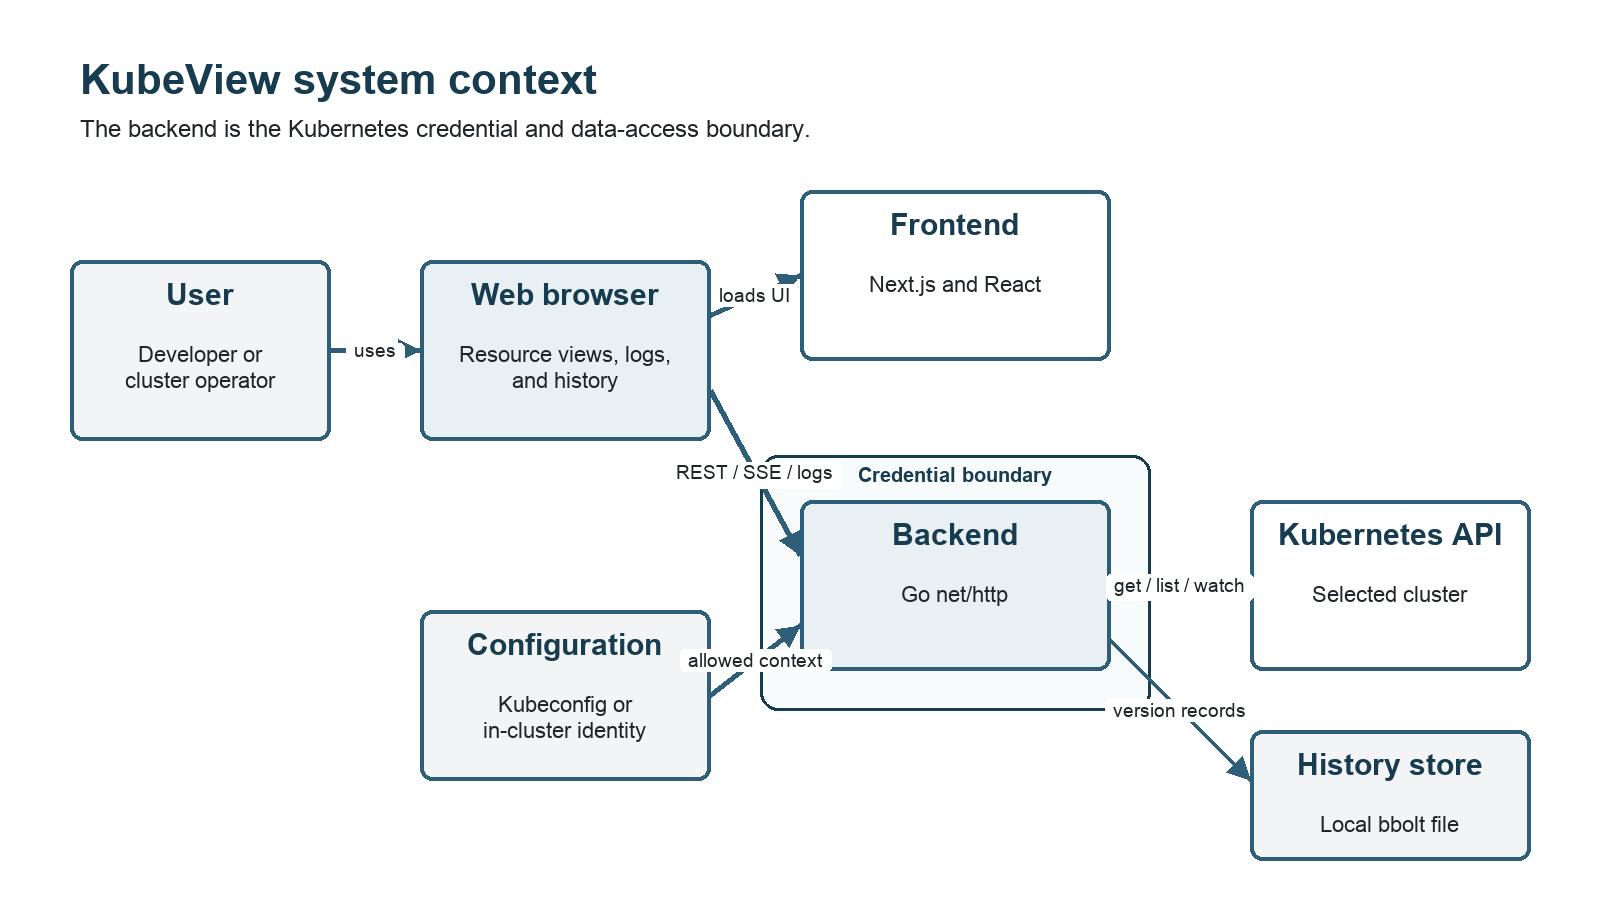 KubeView system context
The backend is the Kubernetes credential and data-access boundary.
Frontend
Next.js and React
User
Developer or
cluster operator
uses
Web browser
Resource views, logs,
and history
loads UI
REST / SSE / logs
Credential boundary
Backend
Go net/http
get / list / watch
Kubernetes API
Selected cluster
Configuration
Kubeconfig or
in-cluster identity
allowed context
version records
History store
Local bbolt file